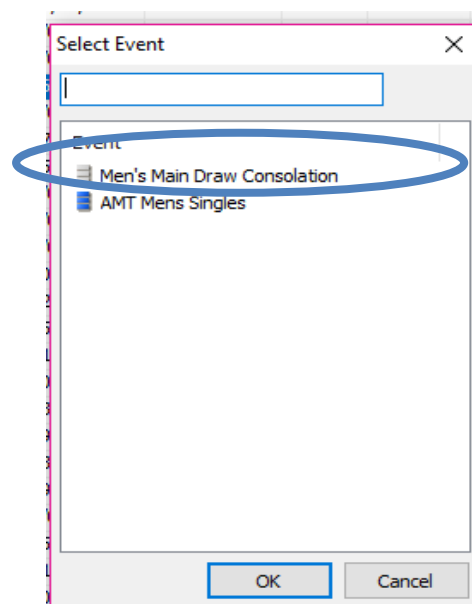 Select Event
Event
Men's Main Draw Consolation
AMT Mens Singles
OK
Cancel